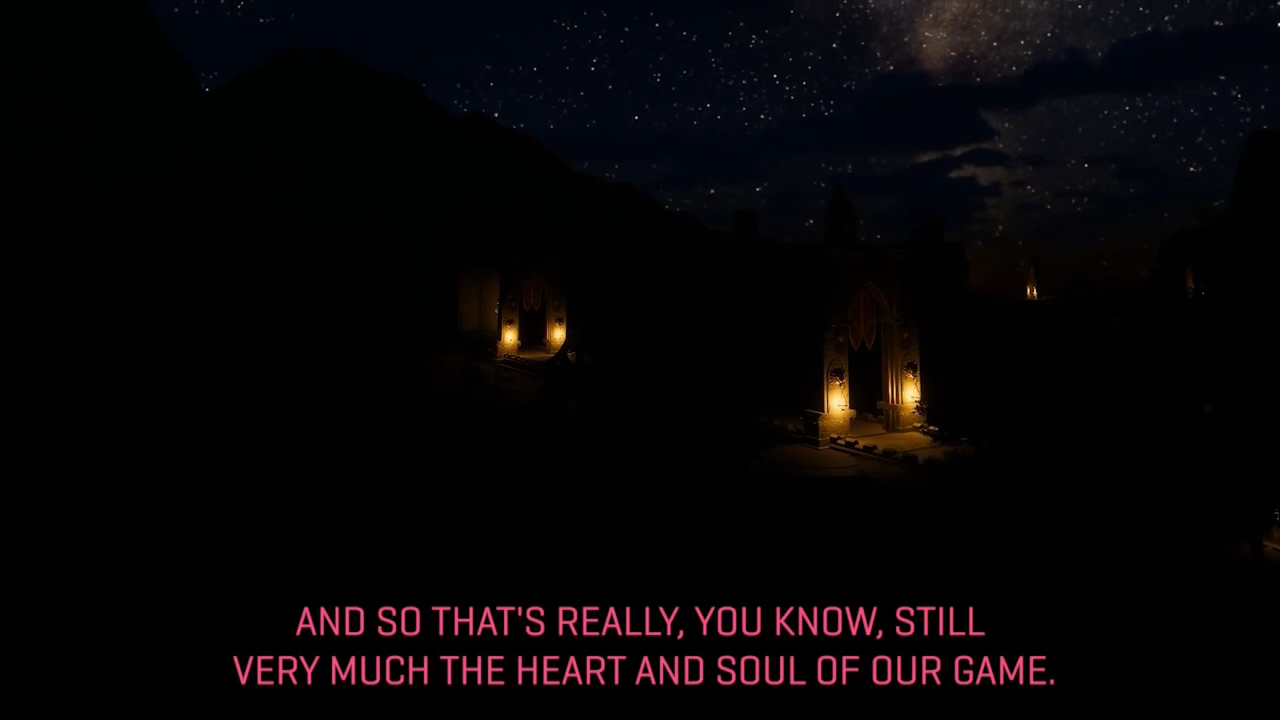 AND SO THAT'S REALLY, YOU KNOW, STILL
VERY MUCH THE HEART AND SOUL OF OUR GAME.